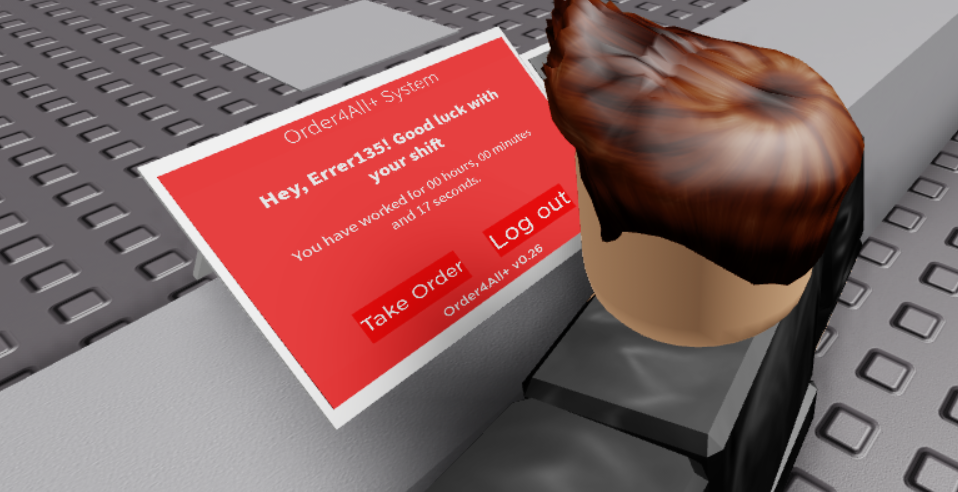 Order4All+ System
Hey, Errer135! Good luck with
your shift
You have worked for 00 hours, 00 minutes
and 17 seconds.
Log out
Take Order
Order4All+ v0.26